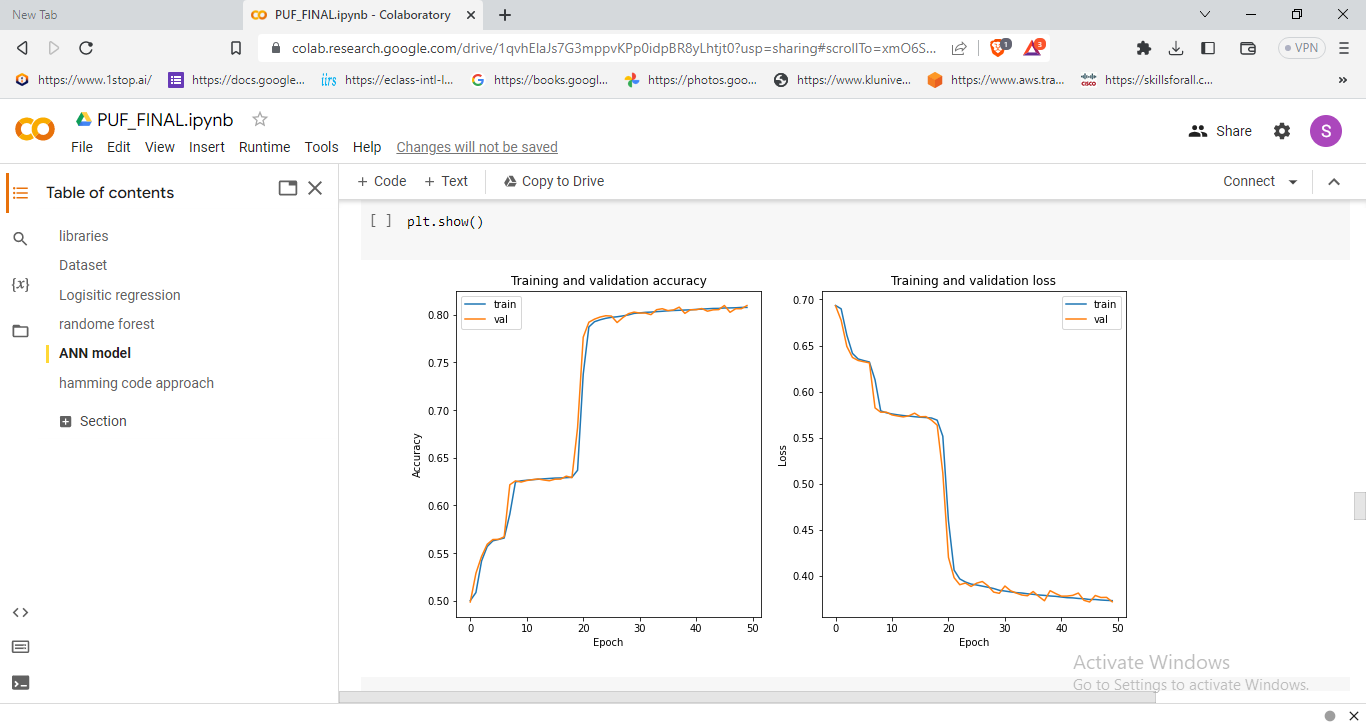 New Tab
PUF_FINAL.ipynb - Colaboratory
colab.research.google.com/drive/1qvhElaJs7G3mppvKPp0idpBR8yLhtjt0?usp=sharing#scrollTo=xmO6S...
1
3
VPN
https://www.1stop.ai/
https://docs.google...
iirs
https://eclass-intl-l...
https://books.googl...
https://photos.goo...
https://www.klunive...
https://www.aws.tra...
CISCO
https://skillsforall.c...
PUF_FINAL.ipynb
File Edit View Insert Runtime Tools Help Changes will not be saved
Share
S
Table of contents
+ Code + Text Copy to Drive
Connect
libraries
Dataset
Logisitic regression
randome forest
ANN model
hamming code approach
Section
{x}
[ ] plt.show()
Training and validation accuracy
train
val
0.80
0.75
0.70
0.65
0.60
0.55
0.50
Accuracy
0 10 20 30 40 50
Epoch
Training and validation loss
train
val
0.70
0.65
0.60
0.55
0.50
0.45
0.40
Loss
0 10 20 30 40 50
Epoch
Activate Windows
Go to Settings to activate Windows.